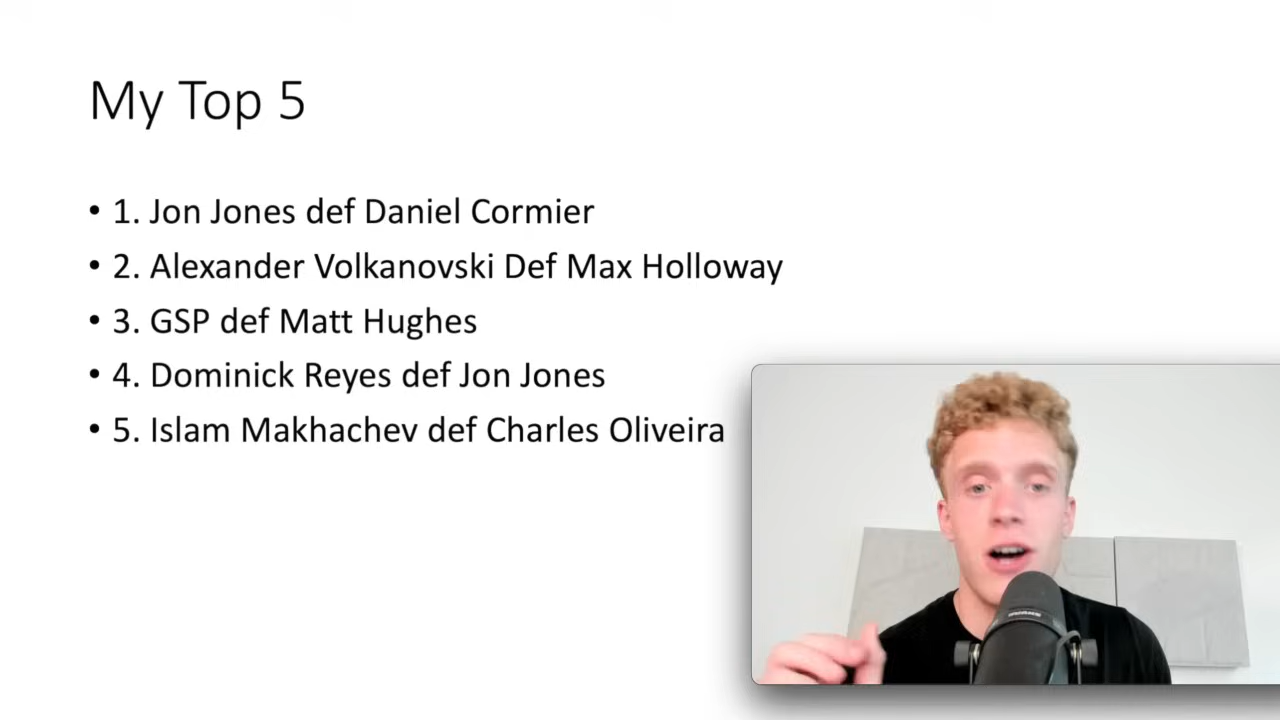 My Top 5
• 1. Jon Jones def Daniel Cormier
• 2. Alexander Volkanovski Def Max Holloway
• 3. GSP def Matt Hughes
• 4. Dominick Reyes def Jon Jones
• 5. Islam Makhachev def Charles Oliveira